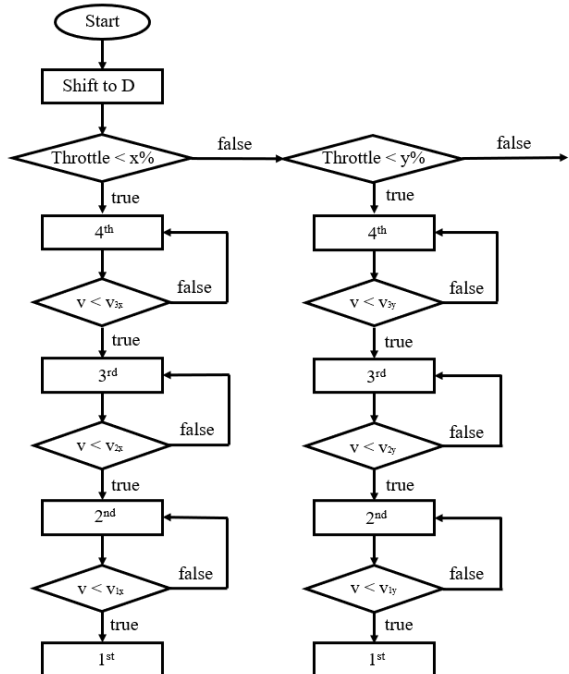 Start
Shift to D
Throttle < x%
false
Throttle < y%
false
true
true
4th
4th
v < v3x
false
v < v3y
false
true
true
3rd
3rd
v < v2x
false
v < v2y
false
true
true
2nd
2nd
v < v1x
false
v < v1y
false
true
true
1st
1st